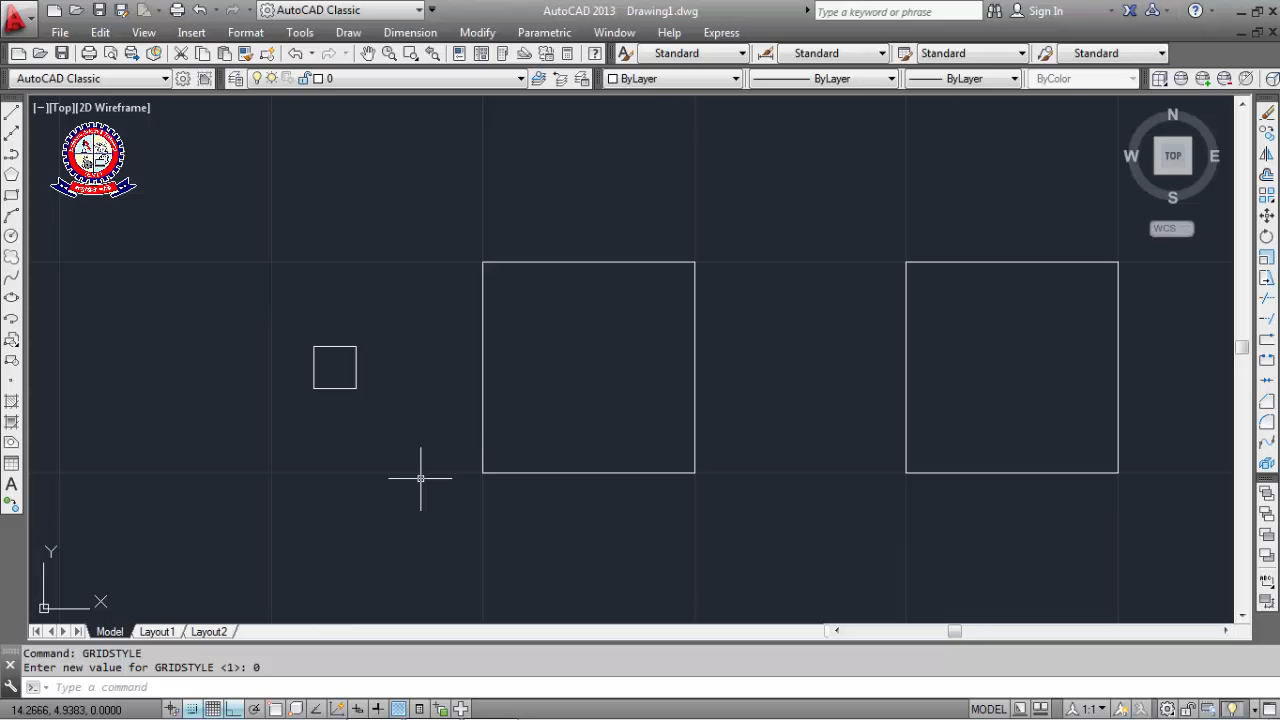 AutoCAD Classic
AutoCAD 2013 Drawing1.dwg
Type a keyword or phrase
Sign In
File Edit View Insert Format Tools Draw Dimension Modify Parametric Window Help Express
Standard Standard Standard Standard
AutoCAD Classic 0 ByLayer ByLayer ByLayer ByColor
[−][Top][2D Wireframe]
N
W TOP E
S
WCS
Y
X
Model Layout1 Layout2
Command: GRIDSTYLE
Enter new value for GRIDSTYLE <1>: 0
Type a command
14.2666, 4.9383, 0.0000 MODEL 1:1